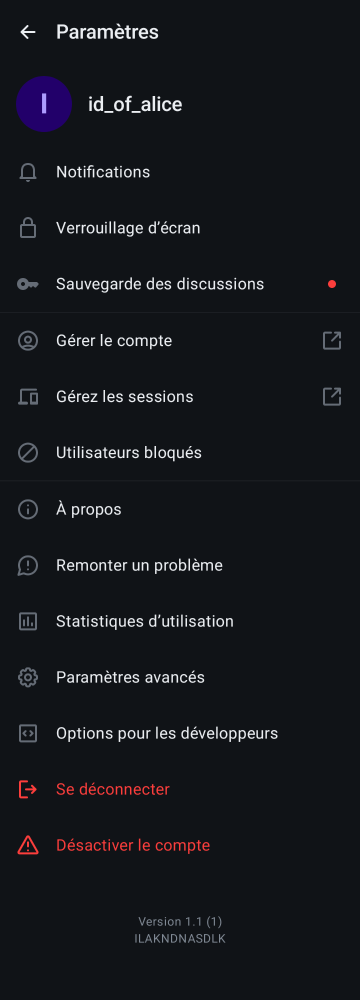 Paramètres
I
id_of_alice
Notifications
Verrouillage d’écran
Sauvegarde des discussions
Gérer le compte
Gérez les sessions
Utilisateurs bloqués
À propos
Remonter un problème
Statistiques d’utilisation
Paramètres avancés
Options pour les développeurs
Se déconnecter
Désactiver le compte
Version 1.1 (1)
ILAKNDNASDLK